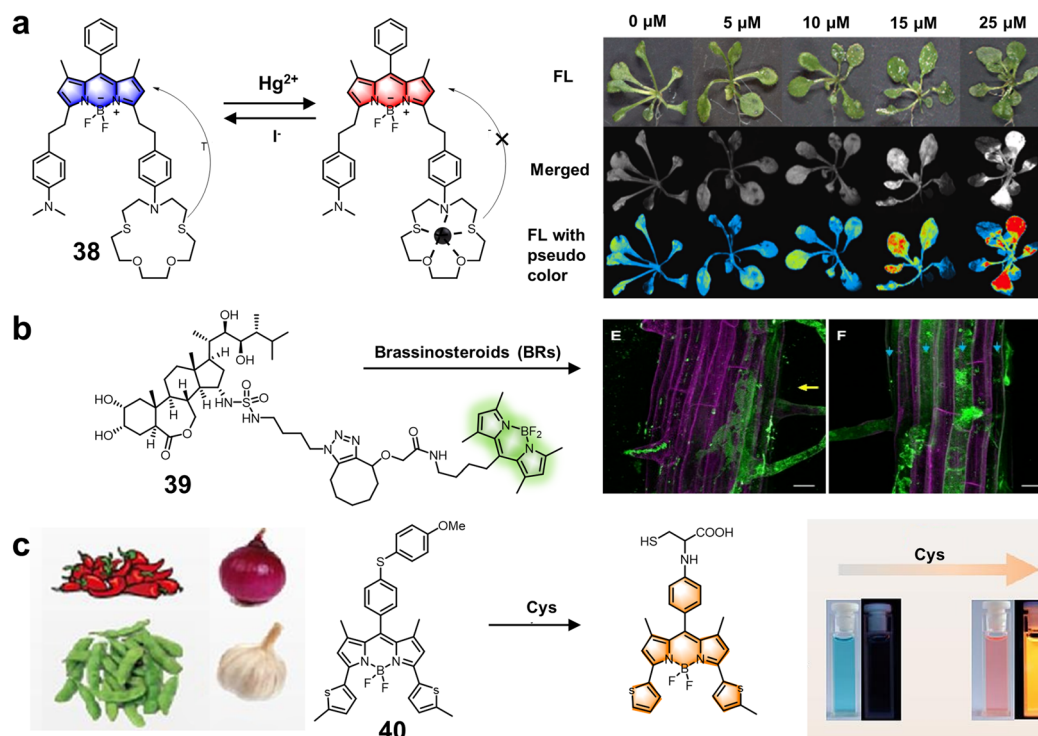 a
0 µM 5 µM 10 µM 15 µM 25 µM
FL
Merged
FL with
pseudo
color
Hg2+
I-
N N
B
F F
N
S S
O O
T
38
N N
B
F F
N
N
S S
O O
b
Brassinosteroids (BRs)
OH
OH
HO
HO
O
O
H
H
H
H
NH
O O
S
HN
N=N
N
O
O
NH
N
BF2
N
39
E
F
c
OMe
S
N N
B
F F
S S
40
Cys
HS COOH
NH
N N
B
F F
S S
Cys